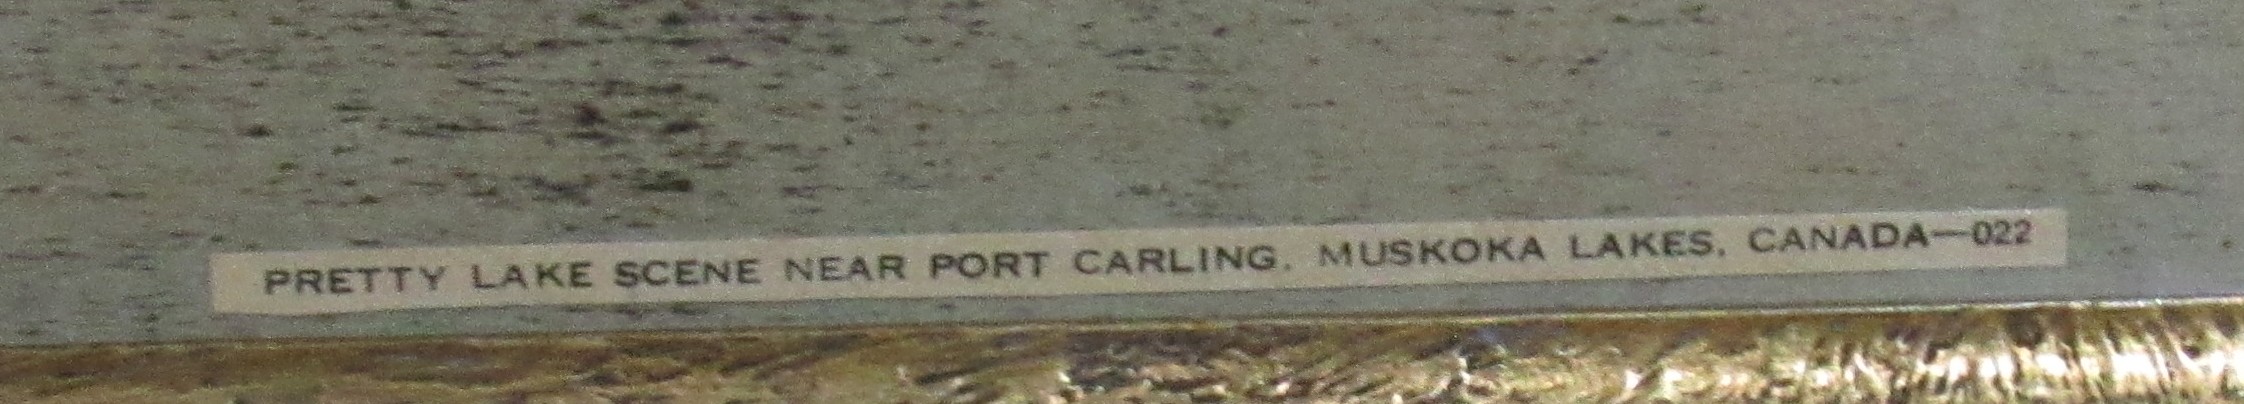 PRETTY LAKE SCENE NEAR PORT CARLING, MUSKOKA LAKES, CANADA—022